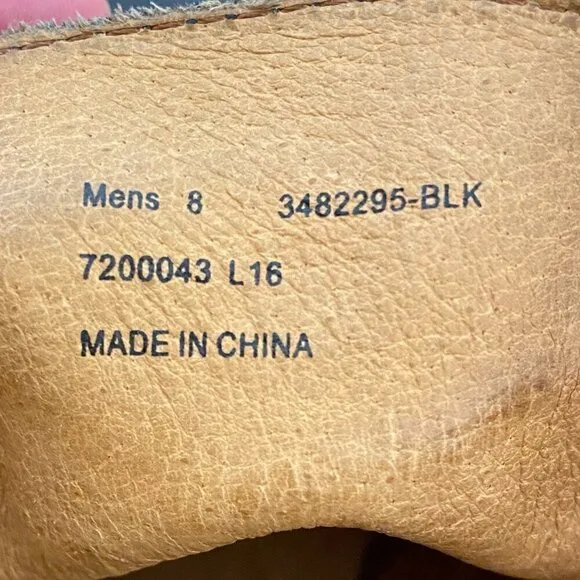 Mens 8 3482295-BLK
7200043 L16
MADE IN CHINA